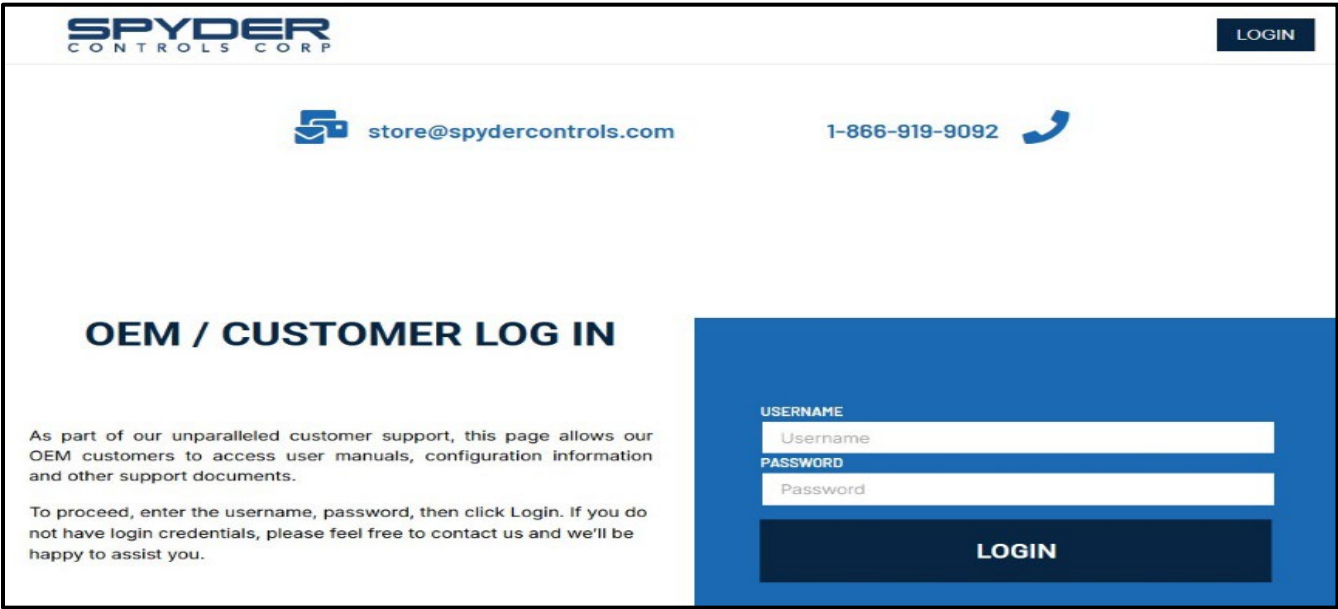 SPYDER
CONTROLS CORP
LOGIN
store@spydercontrols.com
1-866-919-9092
OEM / CUSTOMER LOG IN
As part of our unparalleled customer support, this page allows our
OEM customers to access user manuals, configuration information
and other support documents.
To proceed, enter the username, password, then click Login. If you do
not have login credentials, please feel free to contact us and we'll be
happy to assist you.
USERNAME
Username
PASSWORD
Password
LOGIN